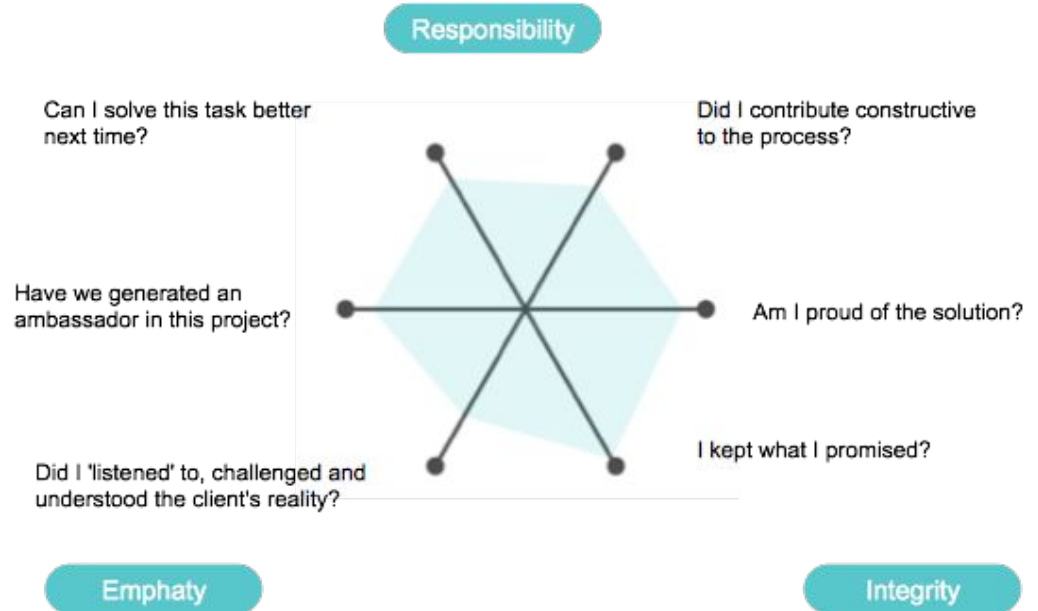 Responsibility
Can I solve this task better
next time?
Did I contribute constructive
to the process?
Have we generated an
ambassador in this project?
Am I proud of the solution?
Did I 'listened' to, challenged and
understood the client's reality?
I kept what I promised?
Emphaty
Integrity